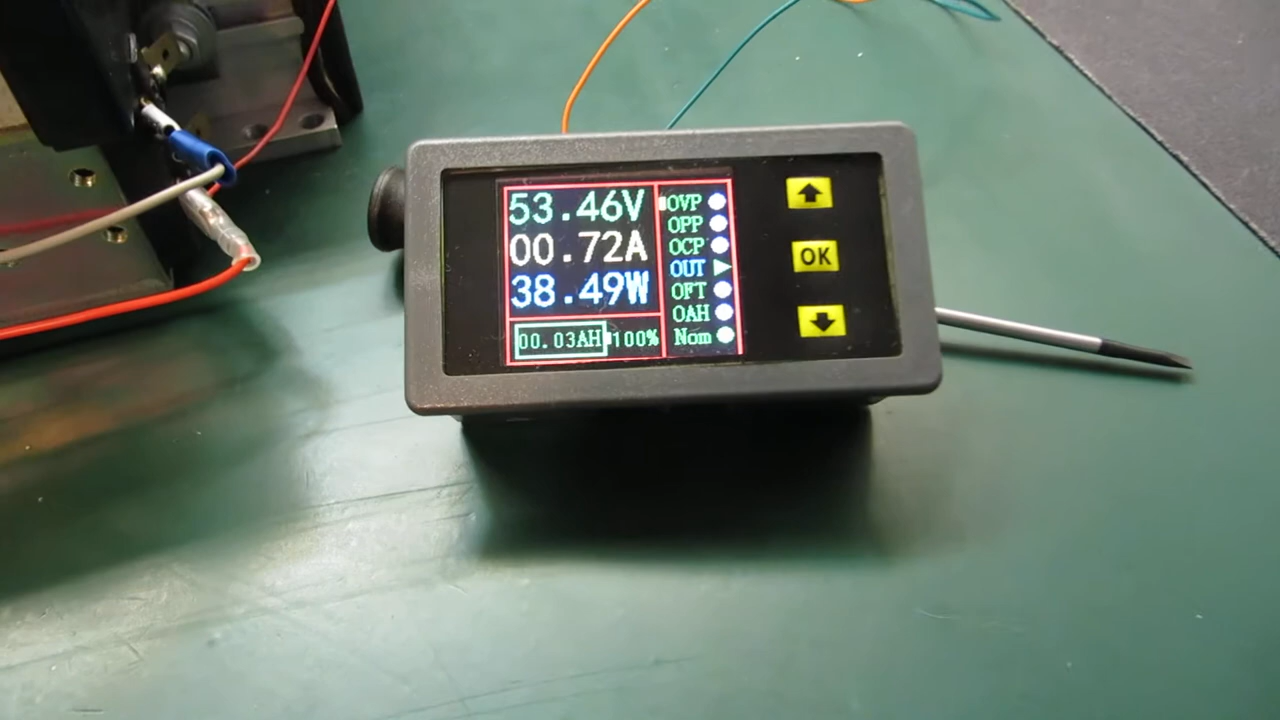 53.46V
00.72A
38.49W
00.03AH 100%
OVP
OPP
OCP
OUT
OFT
OAH
Nom
OK